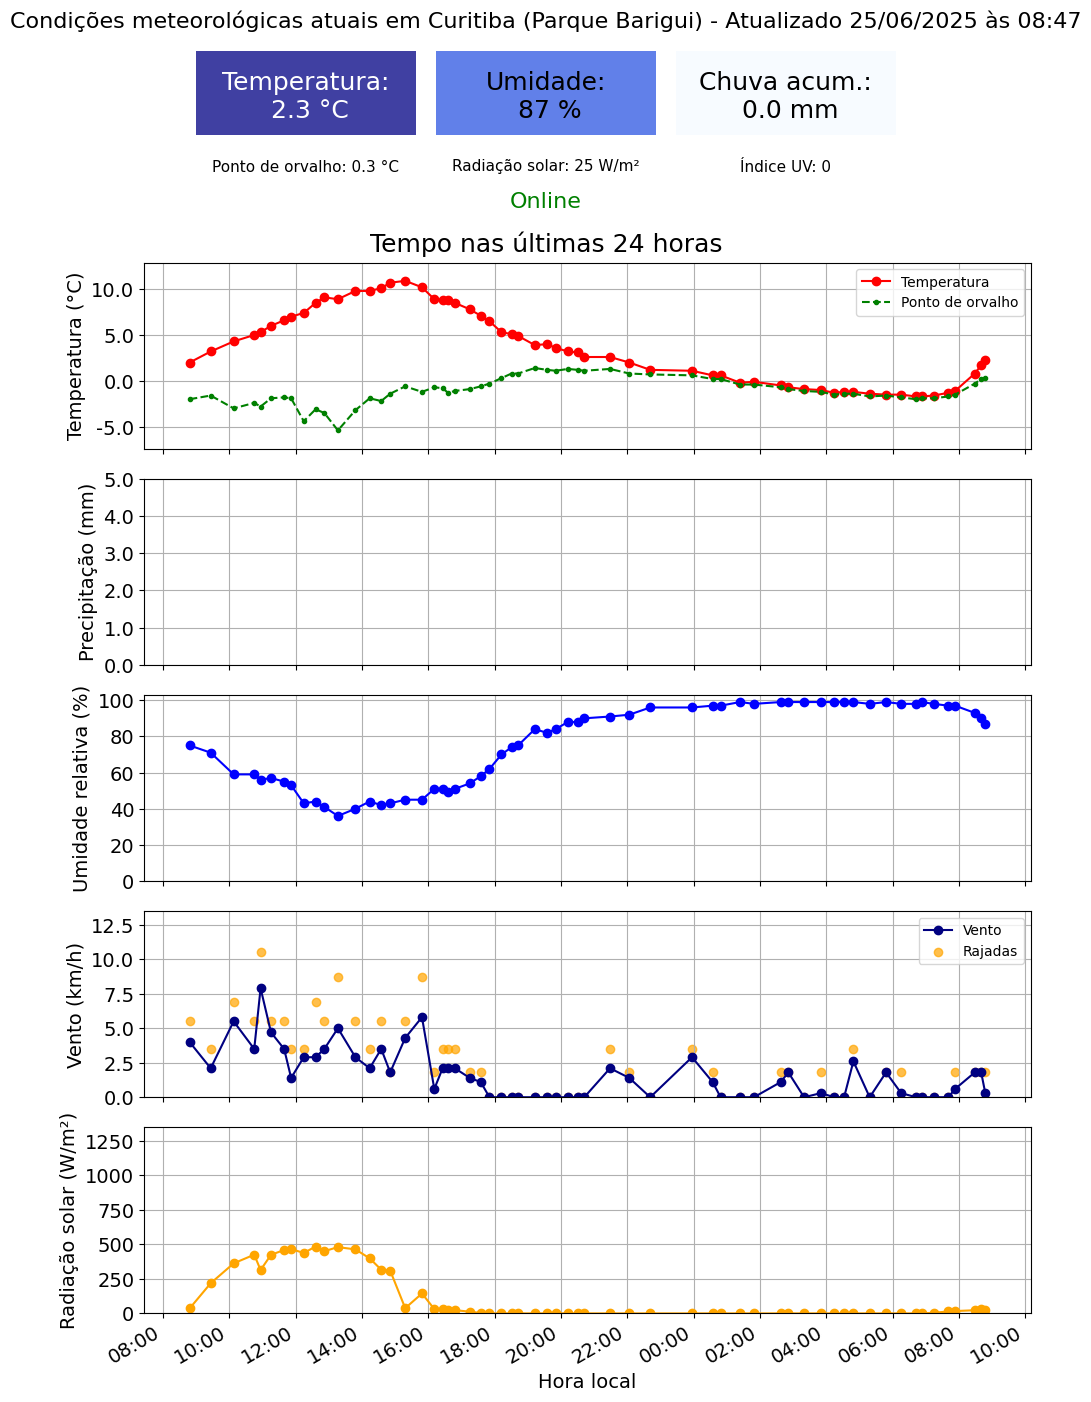 Condições meteorológicas atuais em Curitiba (Parque Barigui) - Atualizado 25/06/2025 às 08:47
Temperatura:
2.3 °C
Umidade:
87 %
Chuva acum.:
0.0 mm
Ponto de orvalho: 0.3 °C
Radiação solar: 25 W/m²
Índice UV: 0
Online
Tempo nas últimas 24 horas
Temperatura (°C)
10.0
5.0
0.0
-5.0
Temperatura
Ponto de orvalho
Precipitação (mm)
5.0
4.0
3.0
2.0
1.0
0.0
Umidade relativa (%)
100
80
60
40
20
0
Vento (km/h)
12.5
10.0
7.5
5.0
2.5
0.0
Vento
Rajadas
Radiação solar (W/m²)
1250
1000
750
500
250
0
08:00
10:00
12:00
14:00
16:00
18:00
20:00
22:00
00:00
02:00
04:00
06:00
08:00
10:00
Hora local